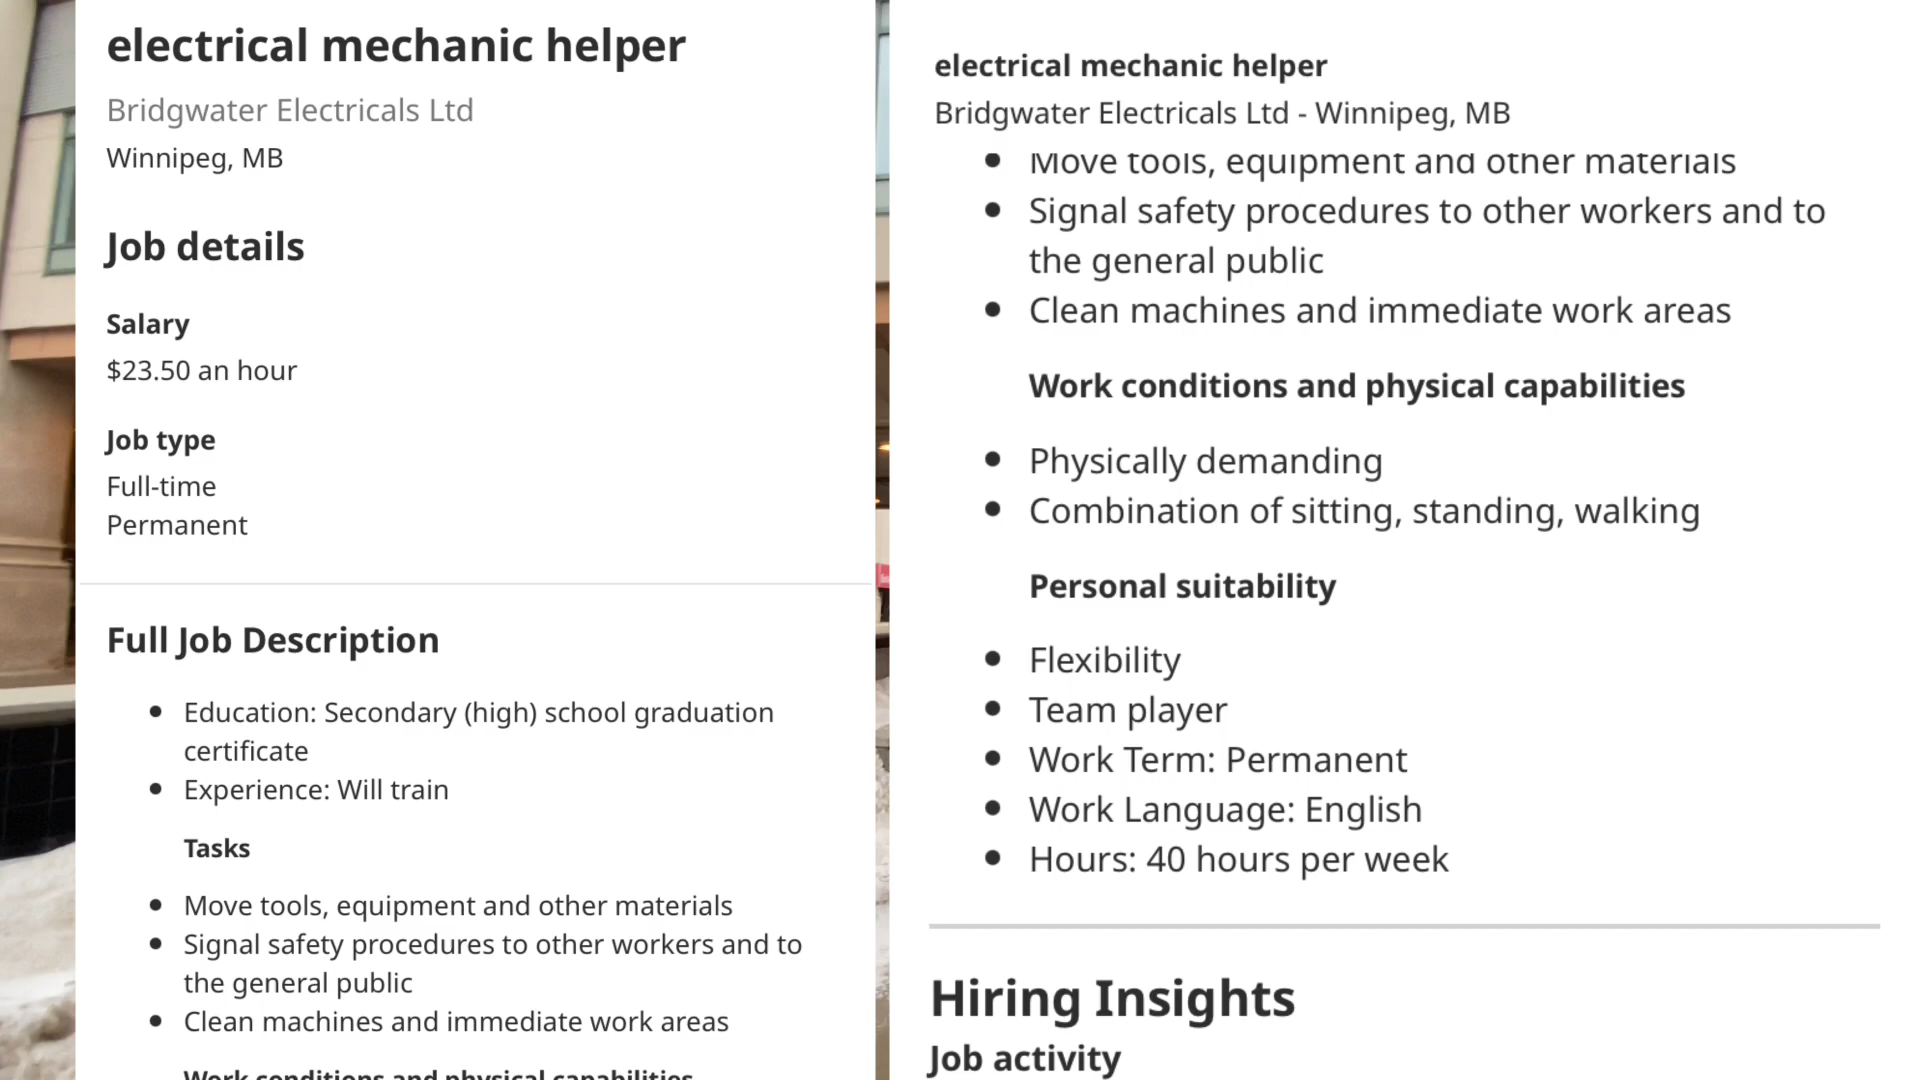 electrical mechanic helper
Bridgwater Electricals Ltd
Winnipeg, MB
Job details
Salary
$23.50 an hour
Job type
Full-time
Permanent
Full Job Description
• Education: Secondary (high) school graduation
certificate
• Experience: Will train
Tasks
• Move tools, equipment and other materials
• Signal safety procedures to other workers and to
the general public
• Clean machines and immediate work areas
Work conditions and physical capabilities
electrical mechanic helper
Bridgwater Electricals Ltd - Winnipeg, MB
• Move tools, equipment and other materials
• Signal safety procedures to other workers and to
the general public
• Clean machines and immediate work areas
Work conditions and physical capabilities
• Physically demanding
• Combination of sitting, standing, walking
Personal suitability
• Flexibility
• Team player
• Work Term: Permanent
• Work Language: English
• Hours: 40 hours per week
Hiring Insights
Job activity